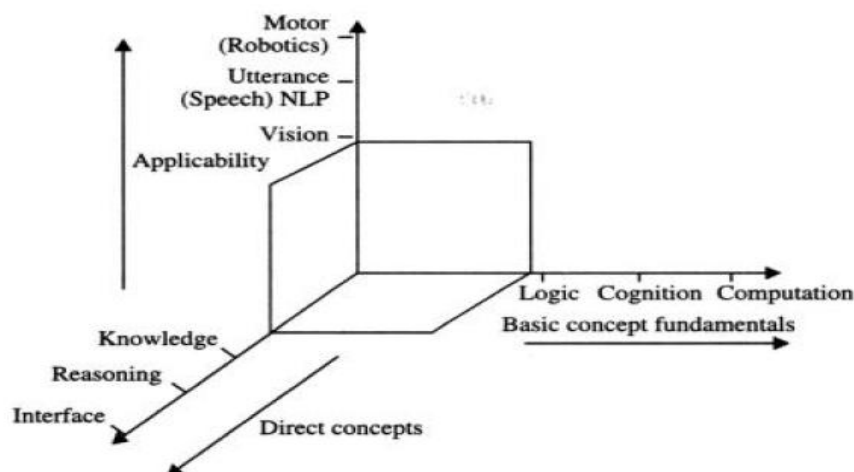 Motor
(Robotics)
Utterance
(Speech) NLP
Vision
Applicability
Logic Cognition Computation
Basic concept fundamentals
Knowledge
Reasoning
Interface
Direct concepts